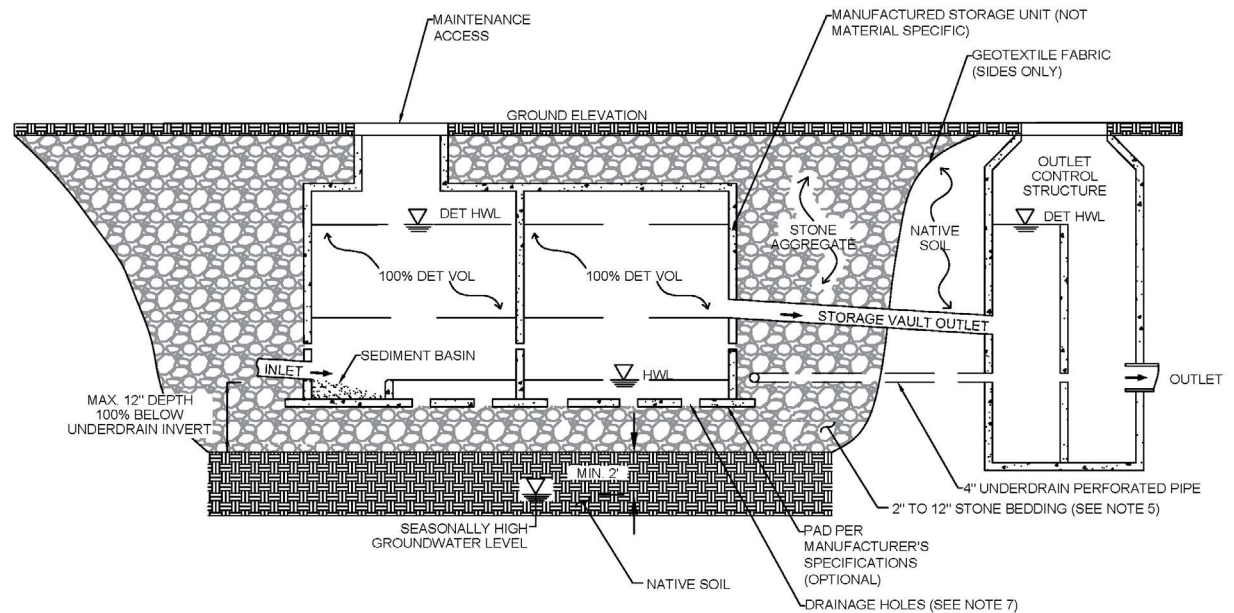 MAINTENANCE
ACCESS
MANUFACTURED STORAGE UNIT (NOT
MATERIAL SPECIFIC)
GEOTEXTILE FABRIC
(SIDES ONLY)
GROUND ELEVATION
OUTLET
CONTROL
STRUCTURE
DET HWL
DET HWL
STONE
AGGREGATE
NATIVE
SOIL
100% DET VOL
100% DET VOL
STORAGE VAULT OUTLET
SEDIMENT BASIN
INLET
HWL
OUTLET
MAX. 12" DEPTH
100% BELOW
UNDERDRAIN INVERT
MIN. 2'
4" UNDERDRAIN PERFORATED PIPE
2" TO 12" STONE BEDDING (SEE NOTE 5)
SEASONALLY HIGH
GROUNDWATER LEVEL
PAD PER
MANUFACTURER'S
SPECIFICATIONS
(OPTIONAL)
NATIVE SOIL
DRAINAGE HOLES (SEE NOTE 7)